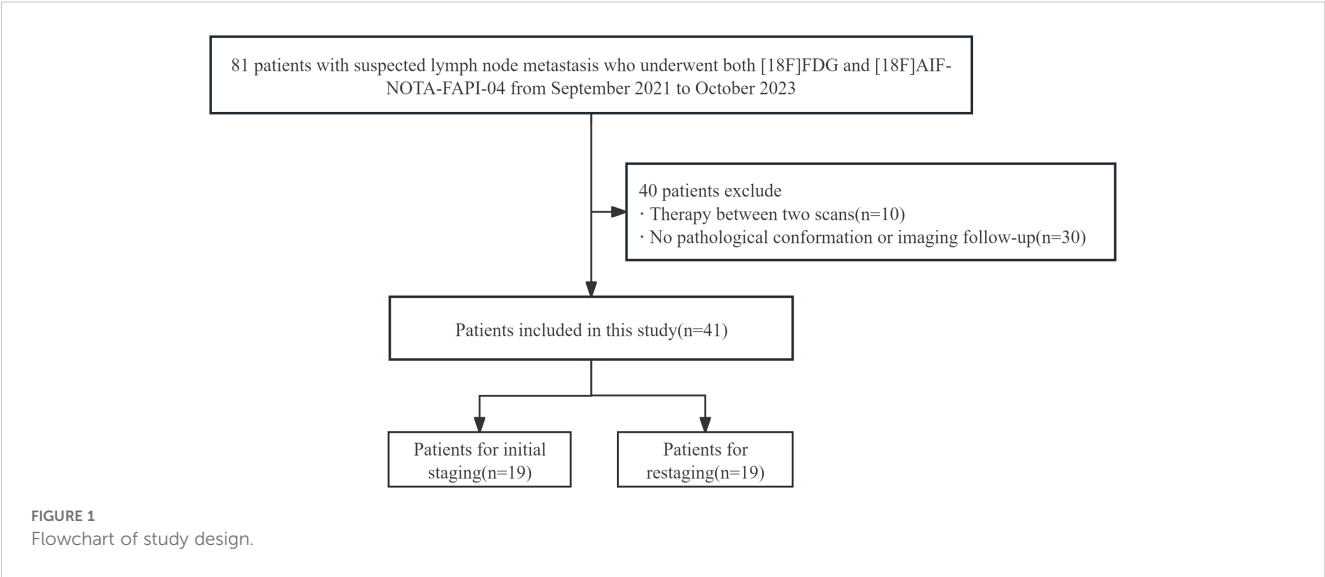 81 patients with suspected lymph node metastasis who underwent both [18F]FDG and [18F]AIF-
NOTA-FAPI-04 from September 2021 to October 2023
40 patients exclude
· Therapy between two scans(n=10)
· No pathological conformation or imaging follow-up(n=30)
Patients included in this study(n=41)
Patients for initial
staging(n=19)
Patients for
restaging(n=19)
FIGURE 1
Flowchart of study design.